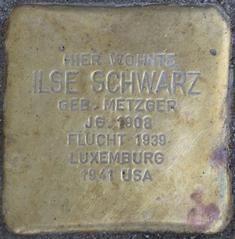 HIER WOHNTE
ILSE SCHWARZ
GEB. METZGER
JG. 1908
FLUCHT 1939
LUXEMBURG
1941 USA